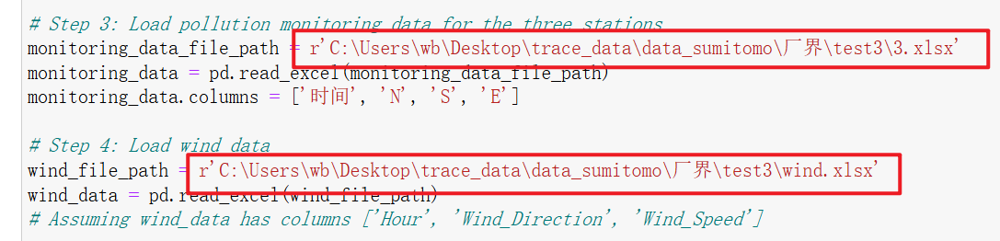 # Step 3: Load pollution monitoring data for the three stations
monitoring_data_file_path = r'C:\Users\wb\Desktop\trace_data\data_sumitomo\厂界\test3\3.xlsx'
monitoring_data = pd.read_excel(monitoring_data_file_path)
monitoring_data.columns = ['时间', 'N', 'S', 'E']
# Step 4: Load wind data
wind_file_path = r'C:\Users\wb\Desktop\trace_data\data_sumitomo\厂界\test3\wind.xlsx'
wind_data = pd.read_excel(wind_file_path)
# Assuming wind_data has columns ['Hour', 'Wind_Direction', 'Wind_Speed']